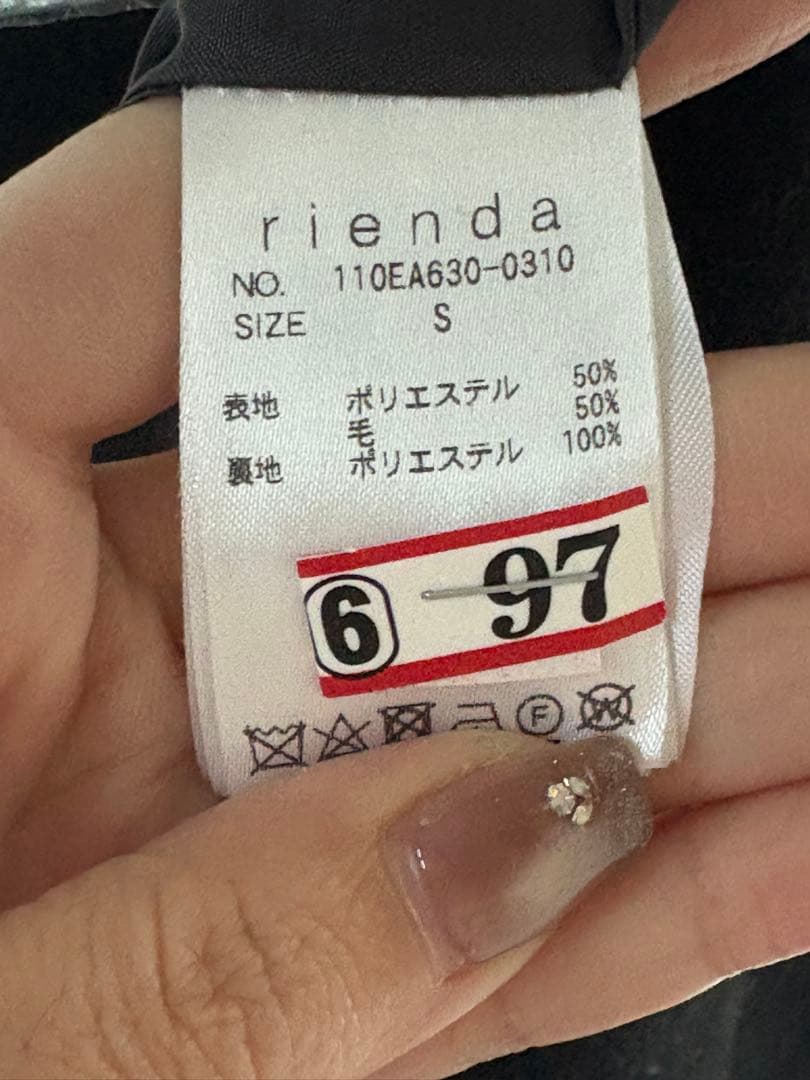 rienda
NO. 110EA630-0310
SIZE S
表地 ポリエステル 50%
毛 50%
裏地 ポリエステル 100%
6 97
F
W